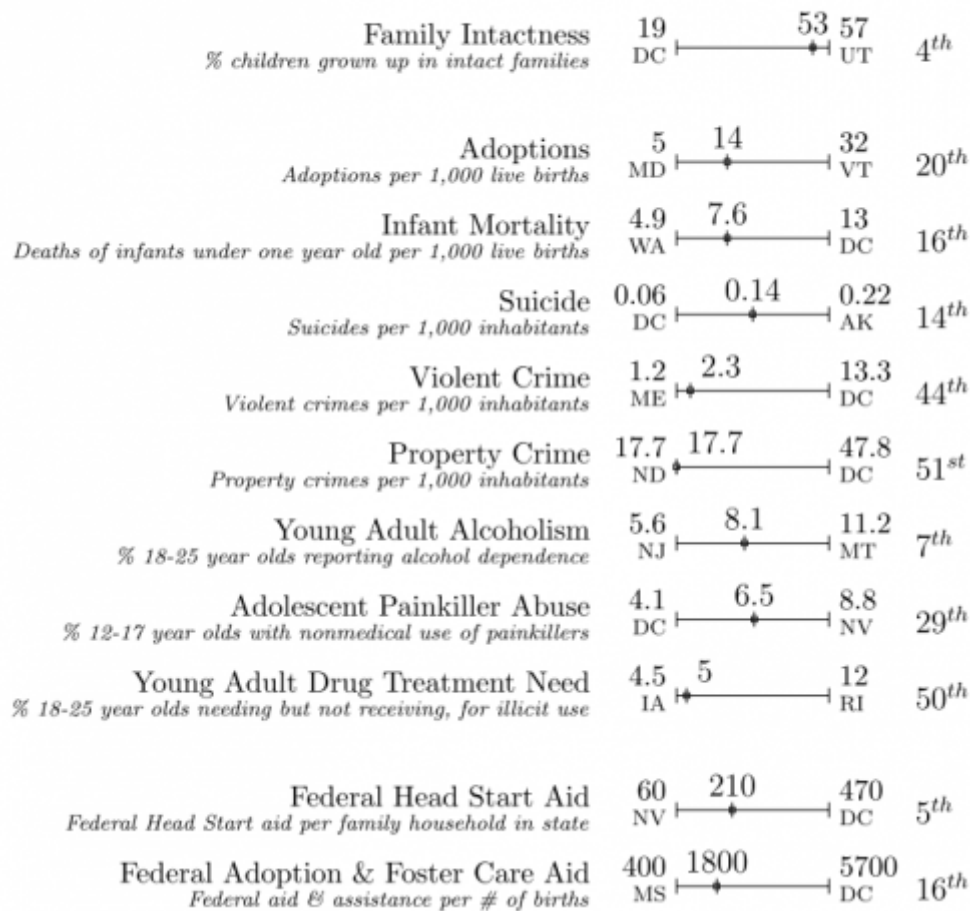 Family Intactness 19 53 57
% children grown up in intact families DC UT 4th
Adoptions 5 14 32
Adoptions per 1,000 live births MD VT 20th
Infant Mortality 4.9 7.6 13
Deaths of infants under one year old per 1,000 live births WA DC 16th
Suicide 0.06 0.14 0.22
Suicides per 1,000 inhabitants DC AK 14th
Violent Crime 1.2 2.3 13.3
Violent crimes per 1,000 inhabitants ME DC 44th
Property Crime 17.7 17.7 47.8
Property crimes per 1,000 inhabitants ND DC 51st
Young Adult Alcoholism 5.6 8.1 11.2
% 18-25 year olds reporting alcohol dependence NJ MT 7th
Adolescent Painkiller Abuse 4.1 6.5 8.8
% 12-17 year olds with nonmedical use of painkillers DC NV 29th
Young Adult Drug Treatment Need 4.5 5 12
% 18-25 year olds needing but not receiving, for illicit use IA RI 50th
Federal Head Start Aid 60 210 470
Federal Head Start aid per family household in state NV DC 5th
Federal Adoption & Foster Care Aid 400 1800 5700
Federal aid & assistance per # of births MS DC 16th